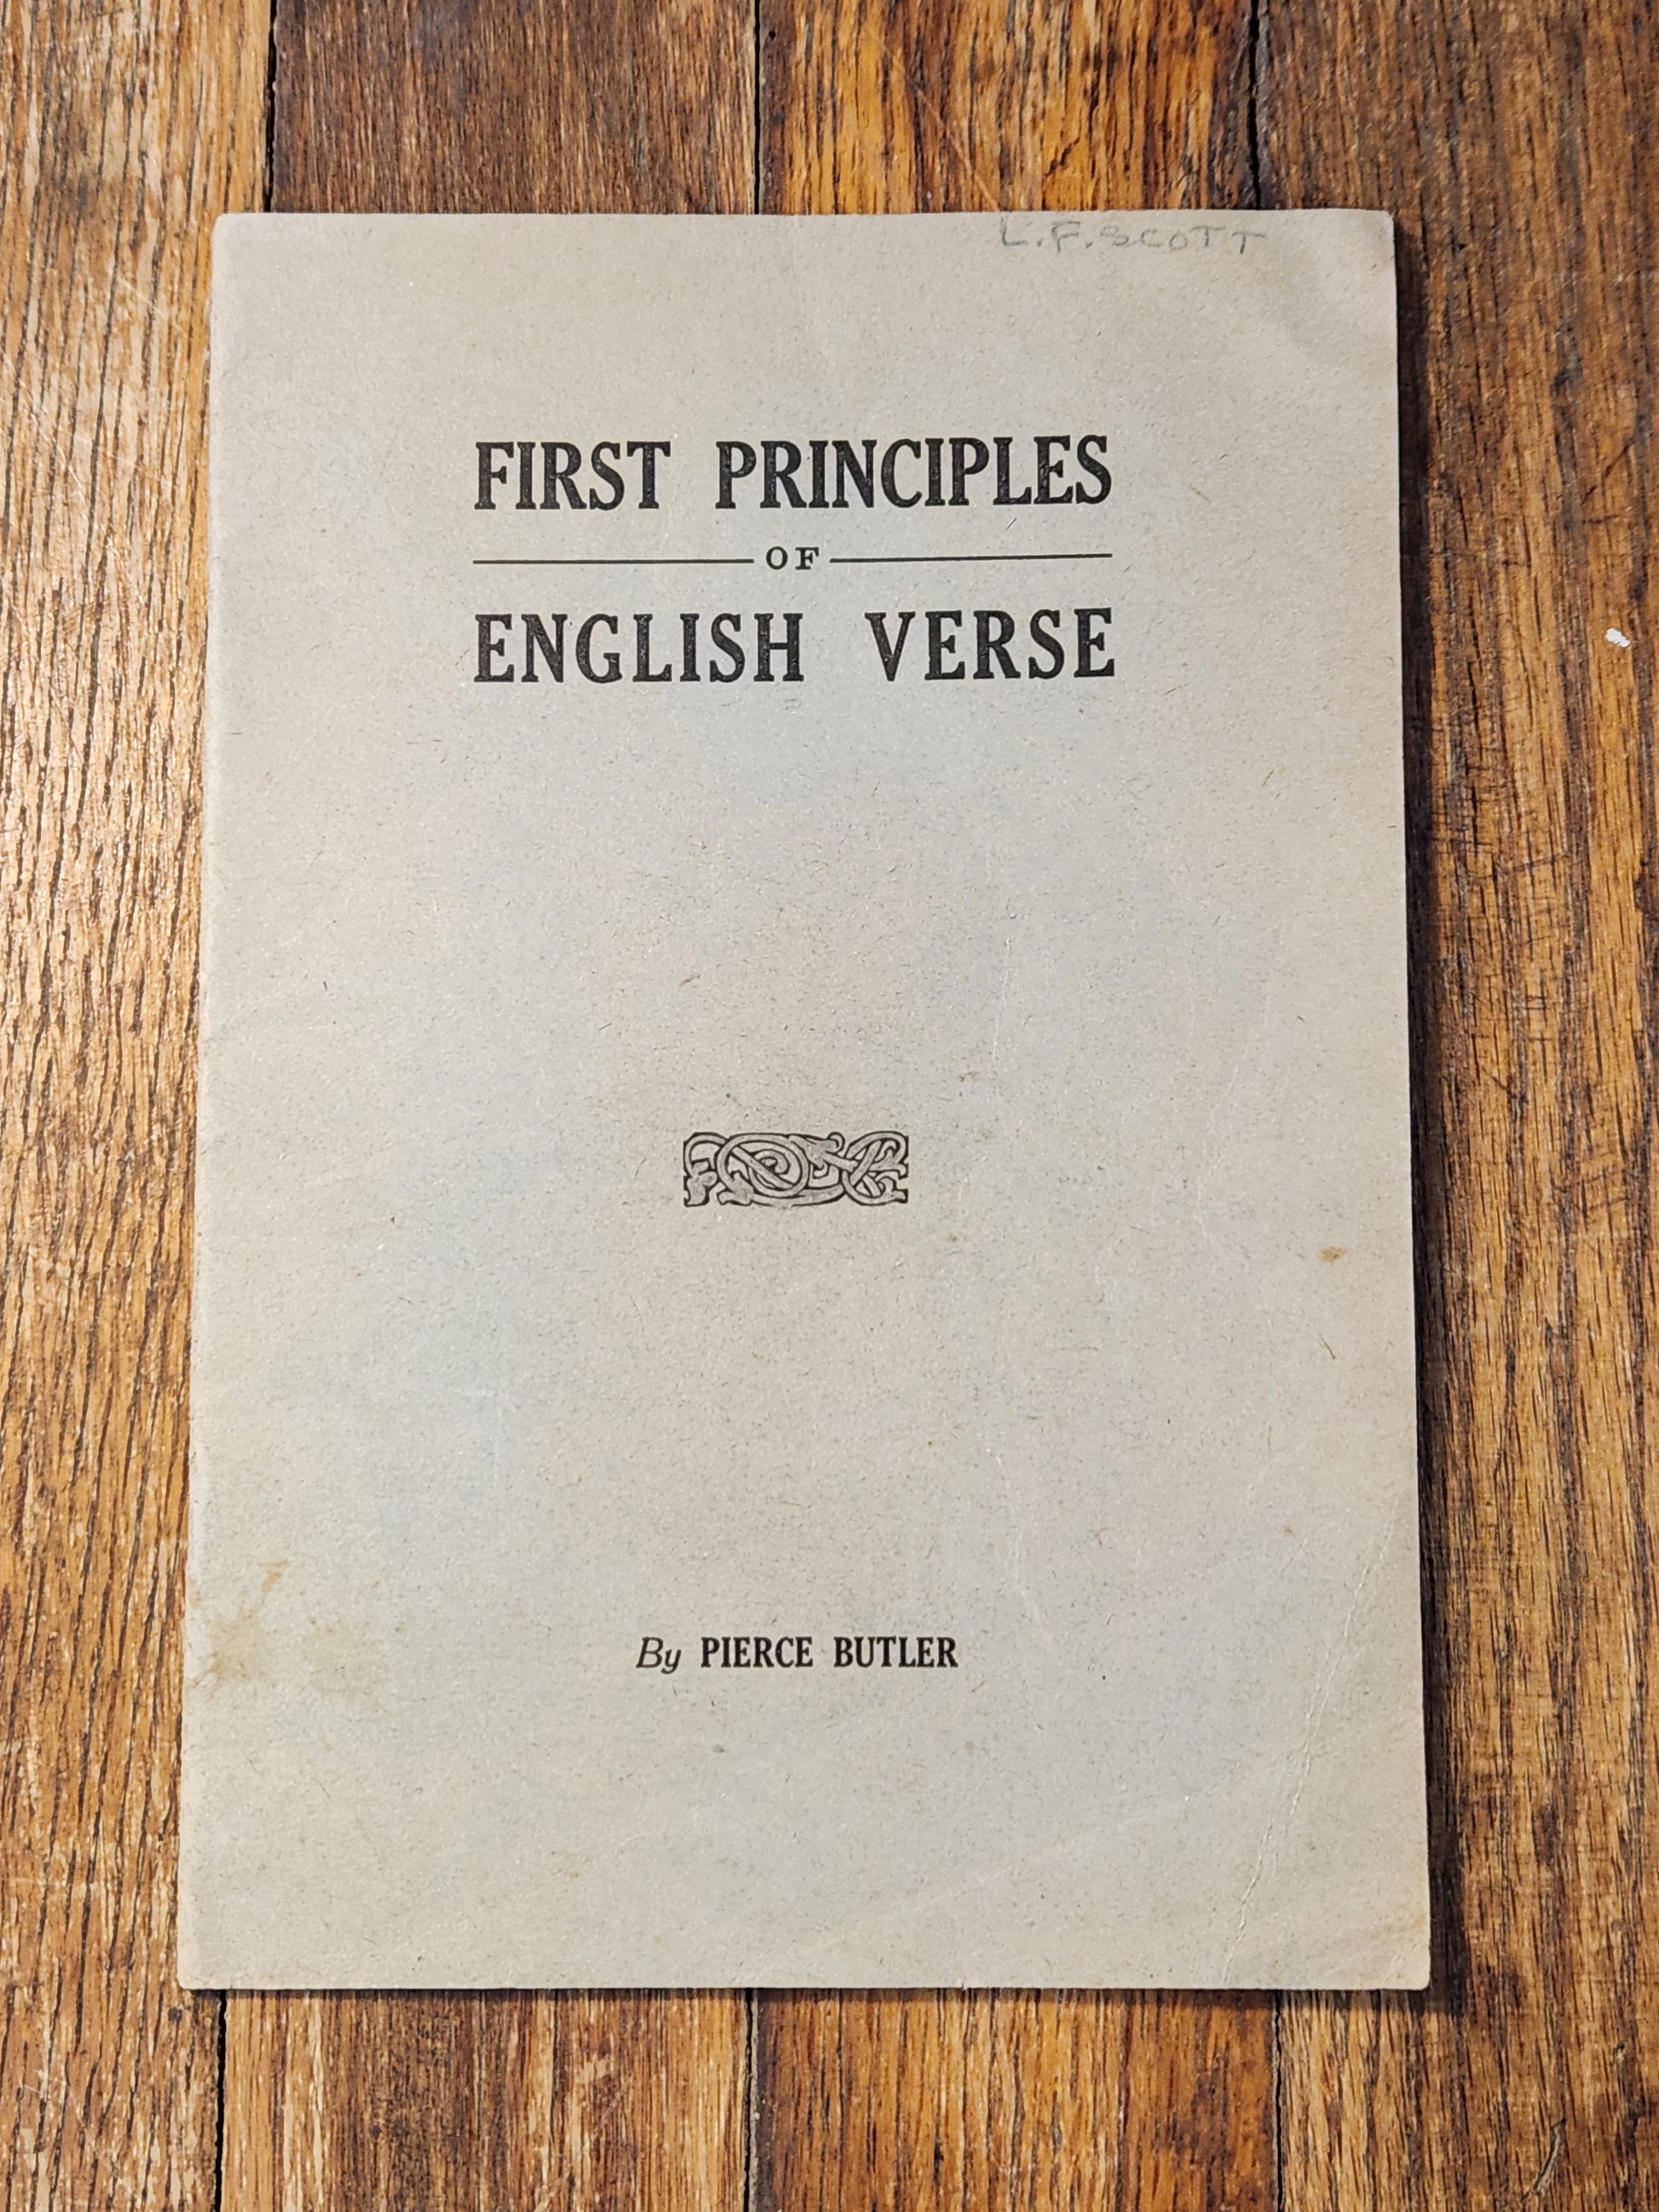 L.F.SCOTT
FIRST PRINCIPLES
OF
ENGLISH VERSE
By PIERCE BUTLER